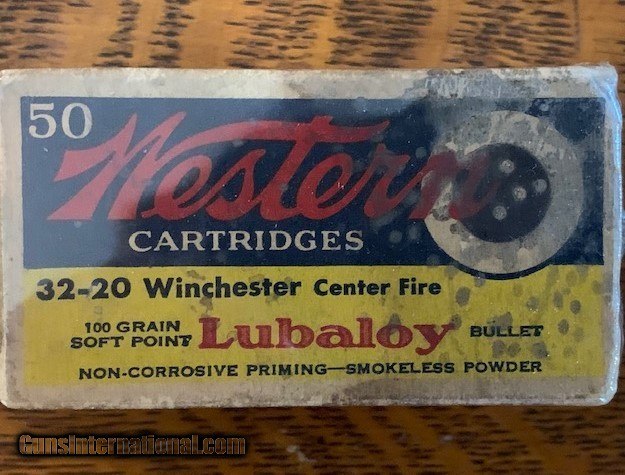 50 Western
CARTRIDGES
32-20 Winchester Center Fire
100 GRAIN
SOFT POINT Lubaloy BULLET
NON-CORROSIVE PRIMING—SMOKELESS POWDER
GunsInternational.com